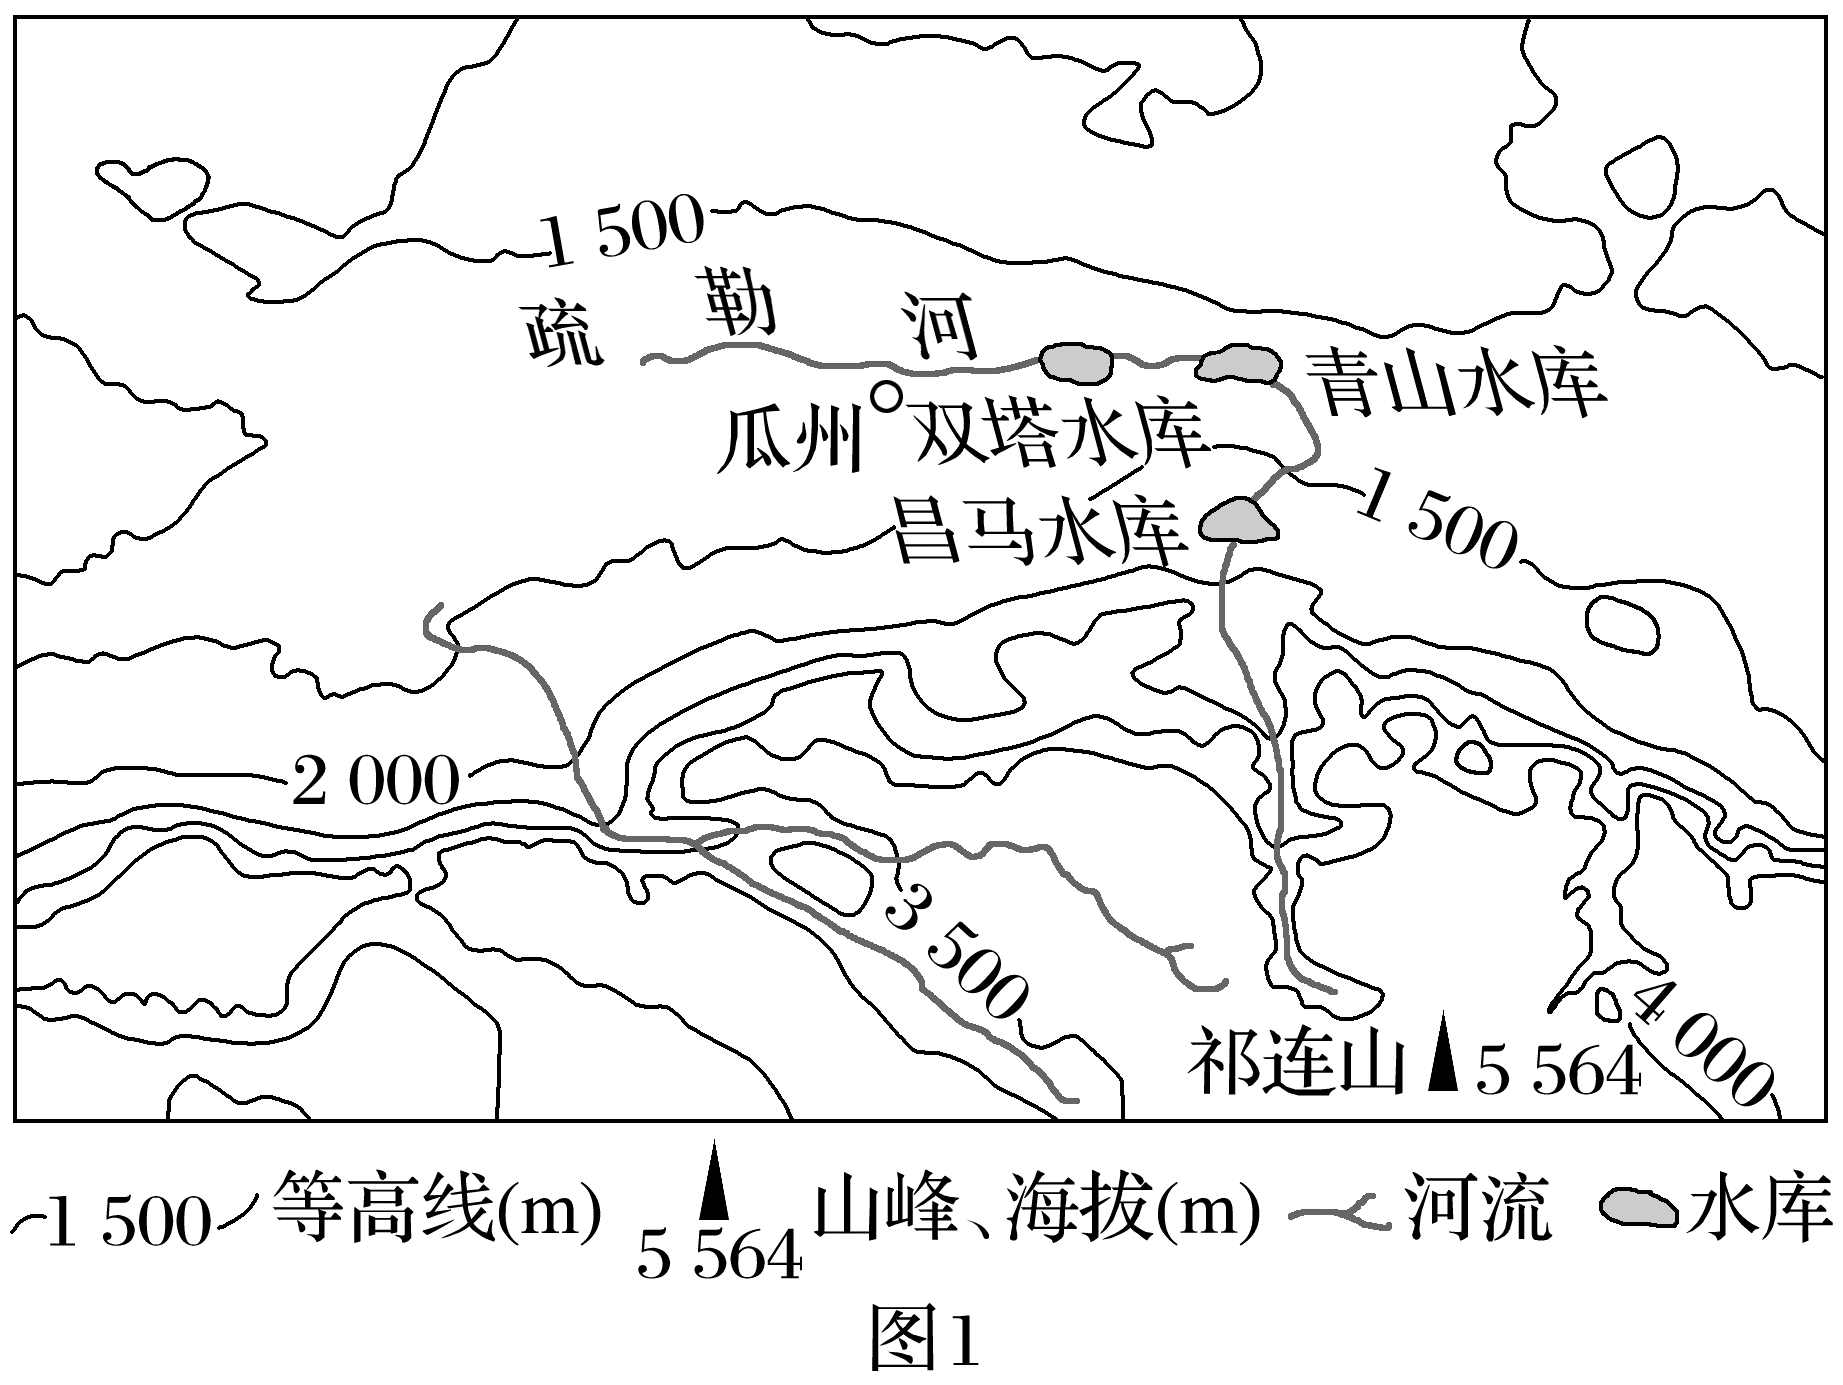 1 500
疏勒河
青山水库
瓜州
双塔水库
1 500
昌马水库
2 000
3 500
4 000
祁连山
5 564
1 500
等高线(m)
5 564
山峰、海拔(m)
河流
水库
图1